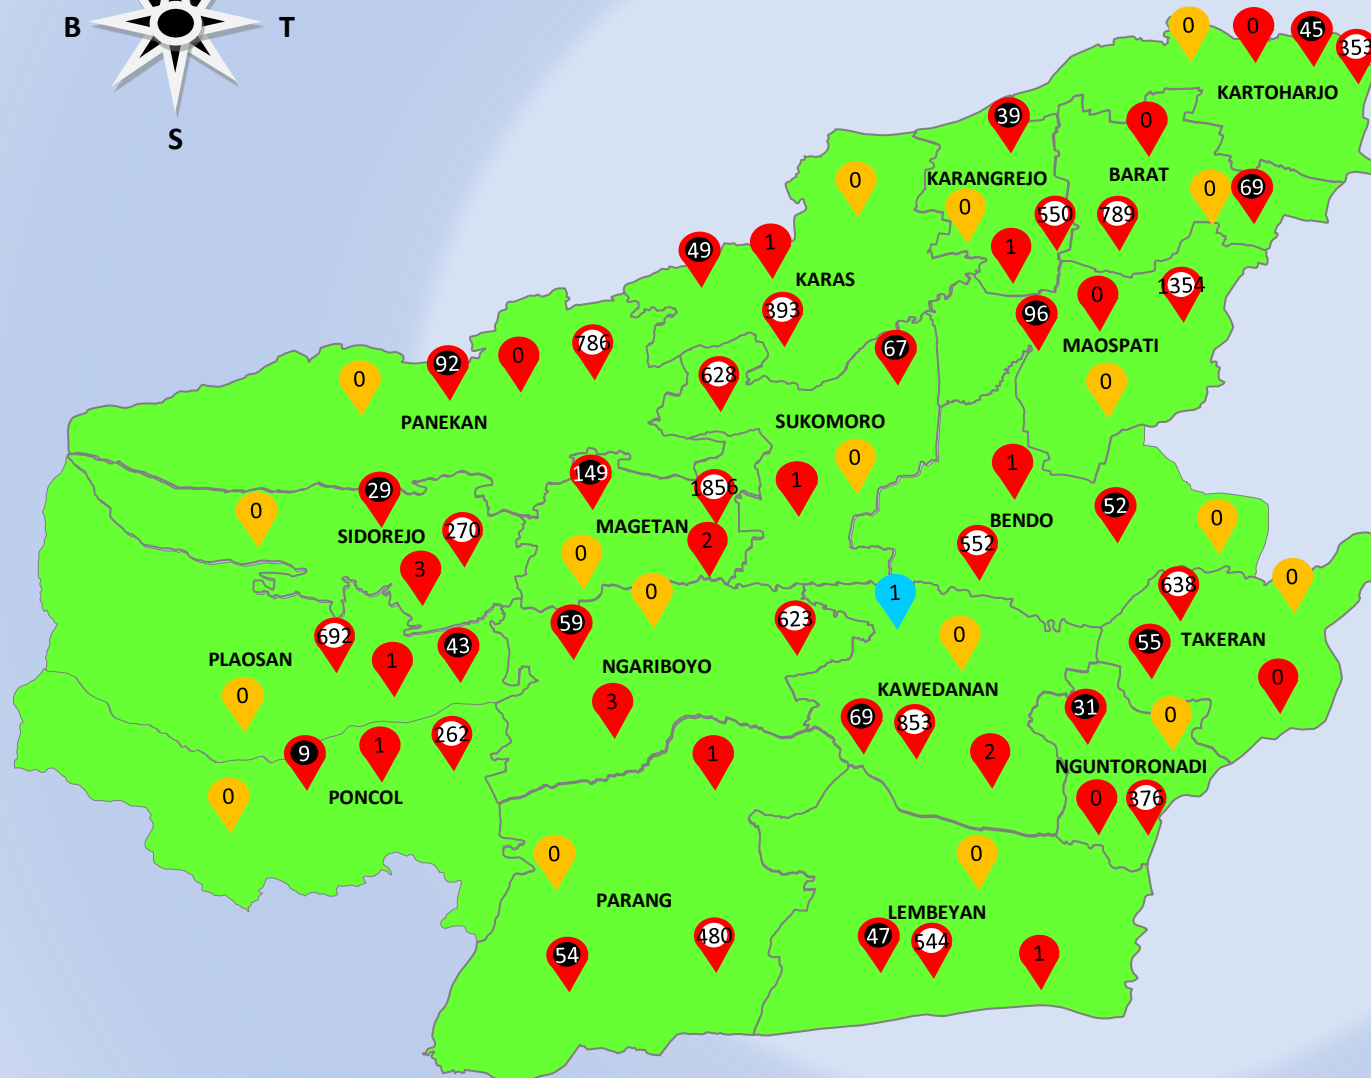 B T
S
0 0 45 353
KARTOHARJO
39 0
0 KARANGREJO BARAT
0 550 789 0 69
49 1 1
KARAS
393 96 0 1354
786 67 MAOSPATI
0 92 0 628 0
PANEKAN SUKOMORO
0
149 1856 1 1
29 52
0 SIDOREJO 270 MAGETAN BENDO 0
0 2 552
3 0 1 638 0
59 623 0 55 TAKERAN
692 1 43 NGARIBOYO
PLAOSAN KAWEDANAN 0
0 3 69 853 31 0
9 1 262 1 2 NGUNTORONADI
0 PONCOL 0 376
0 0
PARANG LEMBEYAN
54 480 47 544 1